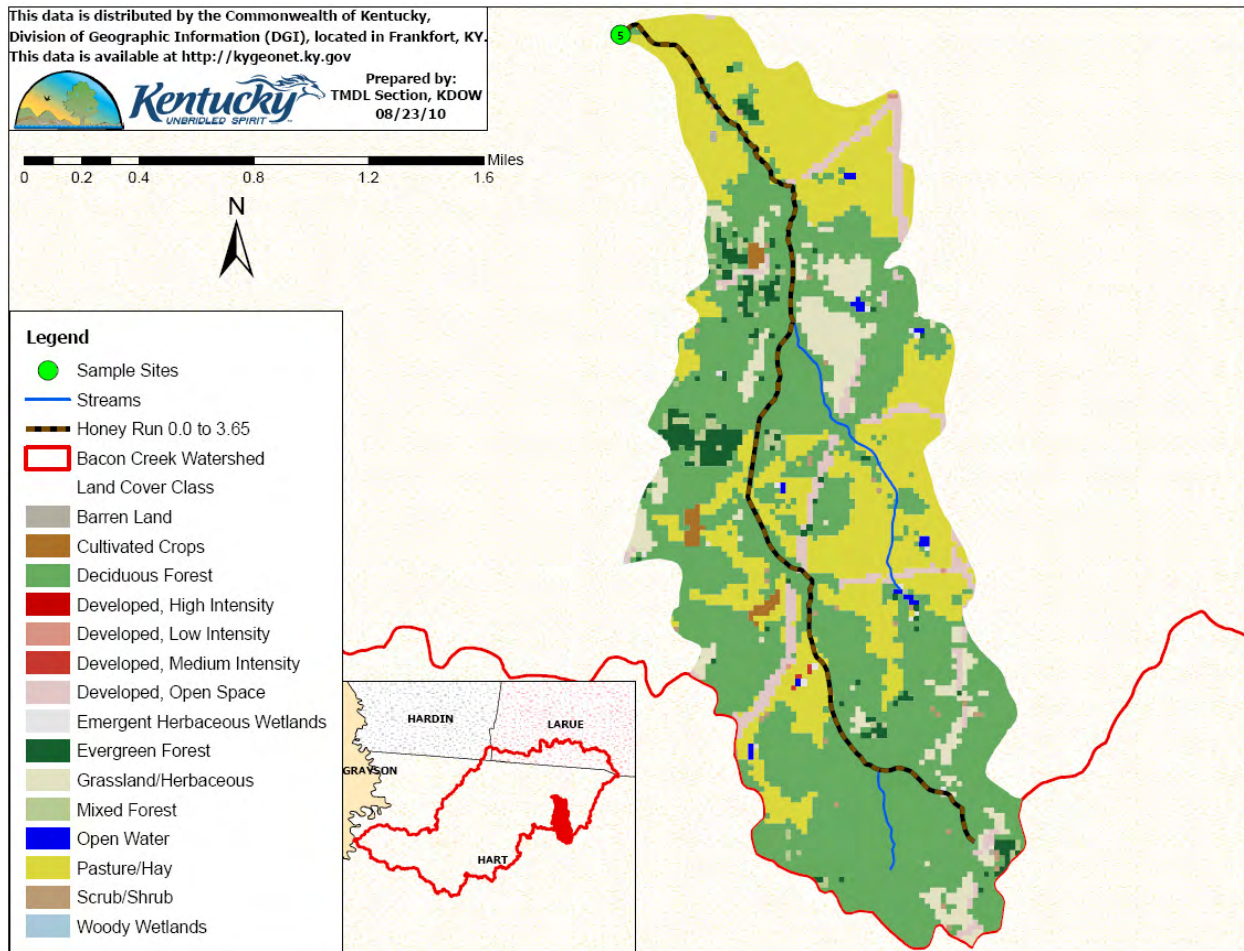 This data is distributed by the Commonwealth of Kentucky,
Division of Geographic Information (DGI), located in Frankfort, KY.
This data is available at http://kygeonet.ky.gov
Kentucky
UNBRIDLED SPIRIT
Prepared by:
TMDL Section, KDOW
08/23/10
Miles
0 0.2 0.4 0.8 1.2 1.6
N
5
Legend
Sample Sites
Streams
Honey Run 0.0 to 3.65
Bacon Creek Watershed
Land Cover Class
Barren Land
Cultivated Crops
Deciduous Forest
Developed, High Intensity
Developed, Low Intensity
Developed, Medium Intensity
Developed, Open Space
Emergent Herbaceous Wetlands
Evergreen Forest
Grassland/Herbaceous
Mixed Forest
Open Water
Pasture/Hay
Scrub/Shrub
Woody Wetlands
HARDIN
LARUE
GRAYSON
HART